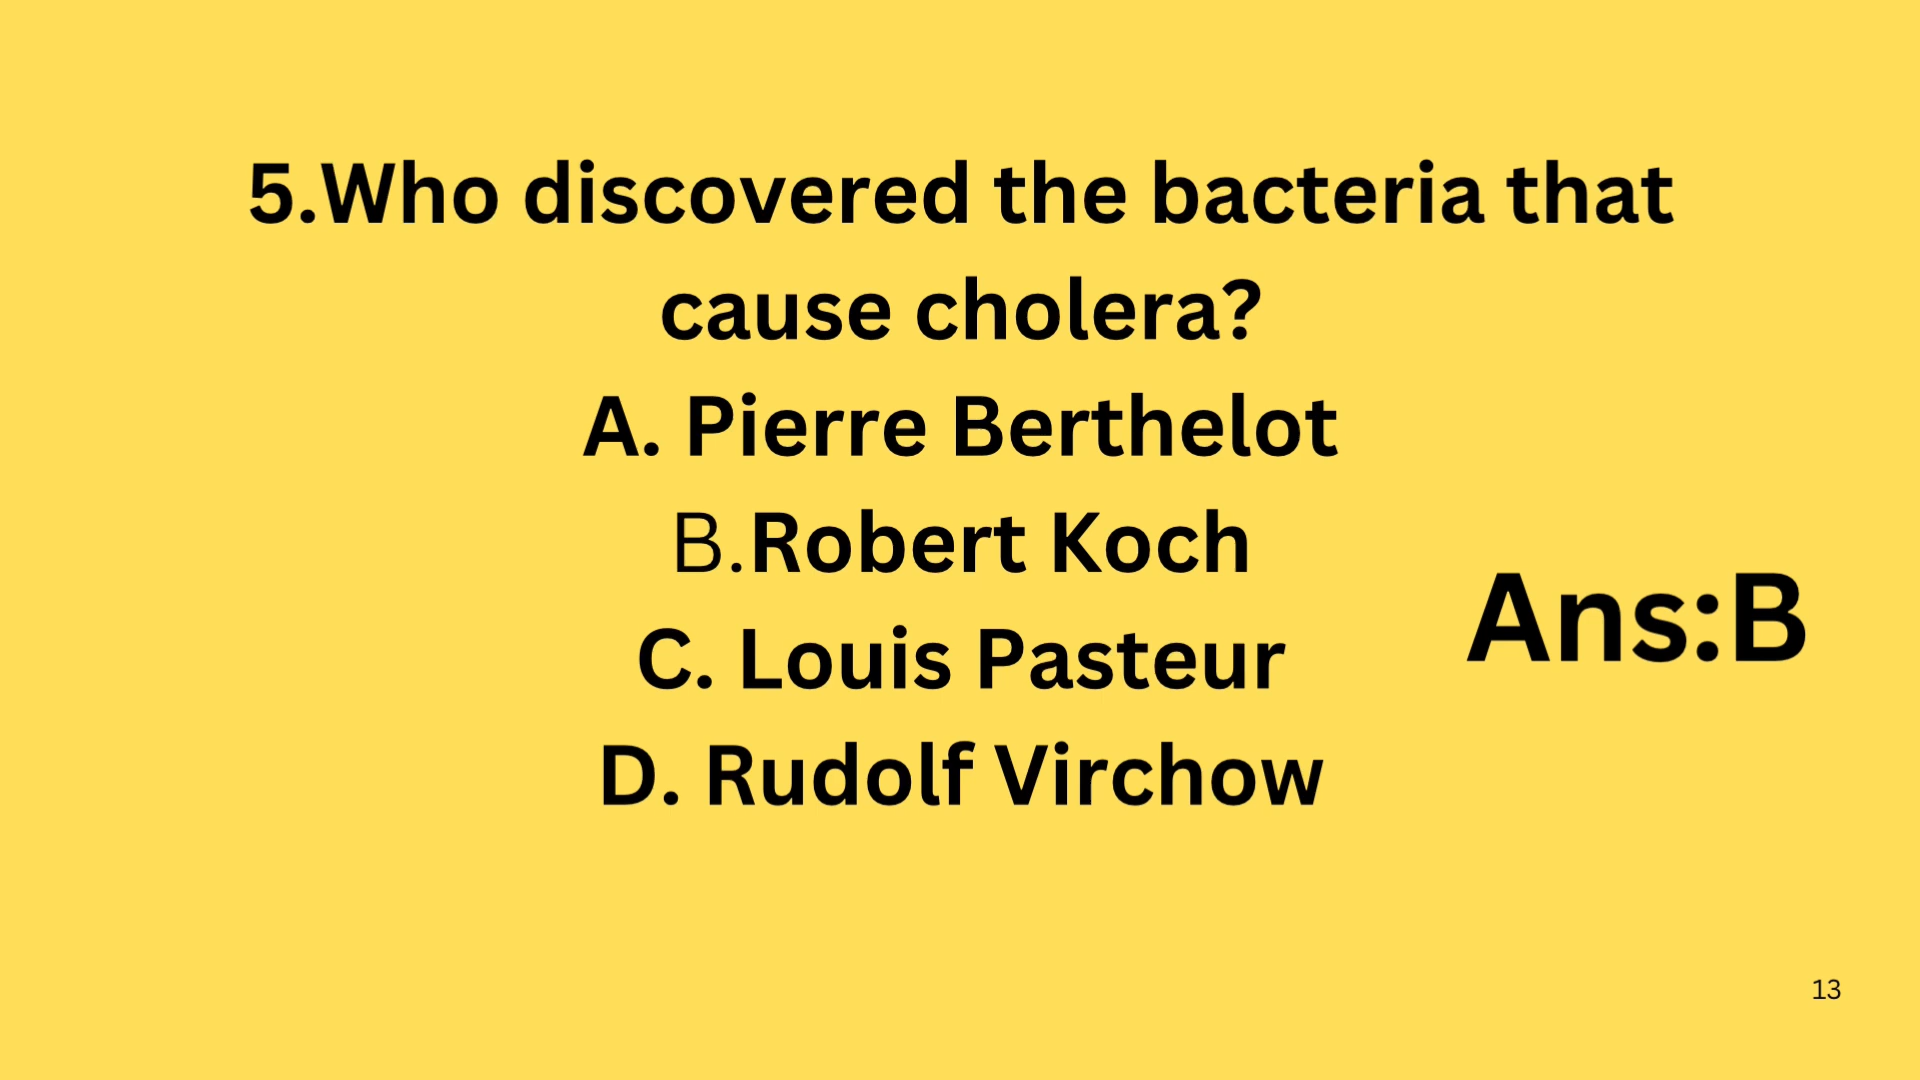 5.Who discovered the bacteria that
cause cholera?
A. Pierre Berthelot
B.Robert Koch
C. Louis Pasteur
D. Rudolf Virchow
Ans:B
13